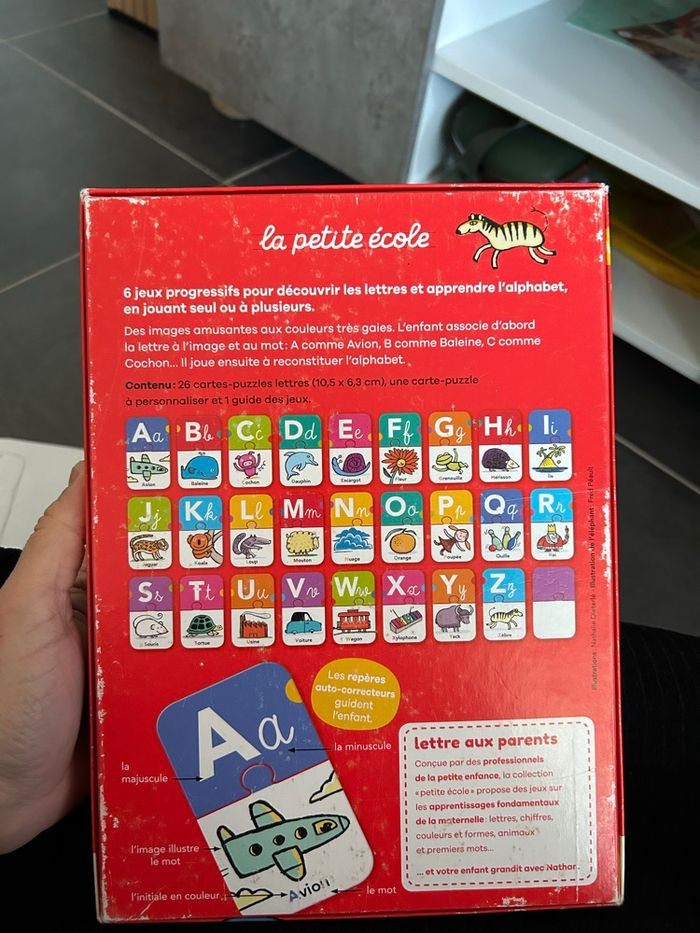 la petite école
6 jeux progressifs pour découvrir les lettres et apprendre l'alphabet,
en jouant seul ou à plusieurs.
Des images amusantes aux couleurs très gaies. L'enfant associe d'abord
la lettre à l'image et au mot : A comme Avion, B comme Baleine, C comme
Cochon... Il joue ensuite à reconstituer l'alphabet.
Contenu : 26 cartes-puzzles lettres (10,5 x 6,3 cm), une carte-puzzle
à personnaliser et 1 guide des jeux.
Aa Bb Cc Dd Ee Ff Gg Hh Ii
Avion Baleine Cochon Dauphin Escargot Fleur Grenouille Hérisson Île
Jj Kk Ll Mm Nn Oo Pp Qq Rr
Jaguar Koala Loup Mouton Nuage Orange Poupée Quille Roi
Ss Tt Uu Vv Ww Xx Yy Zz
Souris Tortue Usine Voiture Wagon Xylophone Yack Zèbre
Illustrations : Nathalie Dieterlé - Illustration de l'éléphant : Fred Péault
Les repères
auto-correcteurs
guident
l'enfant.
Aa
la minuscule
la
majuscule
l'image illustre
le mot
l'initiale en couleur
Avion
le mot
lettre aux parents
Conçue par des professionnels
de la petite enfance, la collection
« petite école » propose des jeux sur
les apprentissages fondamentaux
de la maternelle : lettres, chiffres,
couleurs et formes, animaux
et premiers mots...
... et votre enfant grandit avec Nathan.